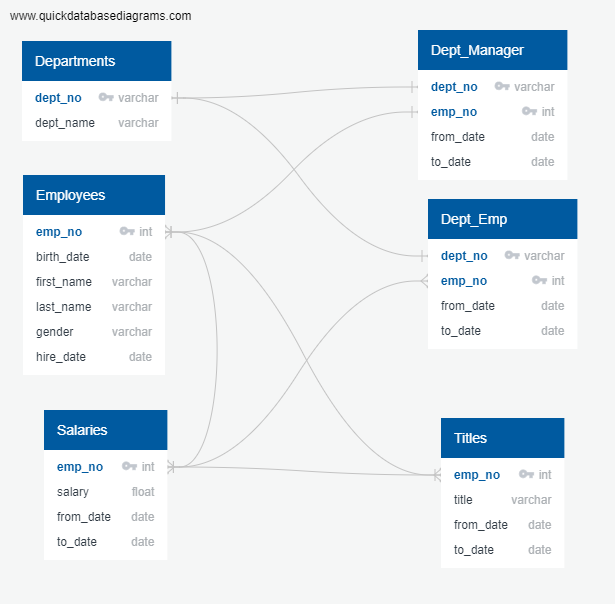 www.quickdatabasediagrams.com
Departments
dept_no varchar
dept_name varchar
Employees
emp_no int
birth_date date
first_name varchar
last_name varchar
gender varchar
hire_date date
Salaries
emp_no int
salary float
from_date date
to_date date
Dept_Manager
dept_no varchar
emp_no int
from_date date
to_date date
Dept_Emp
dept_no varchar
emp_no int
from_date date
to_date date
Titles
emp_no int
title varchar
from_date date
to_date date